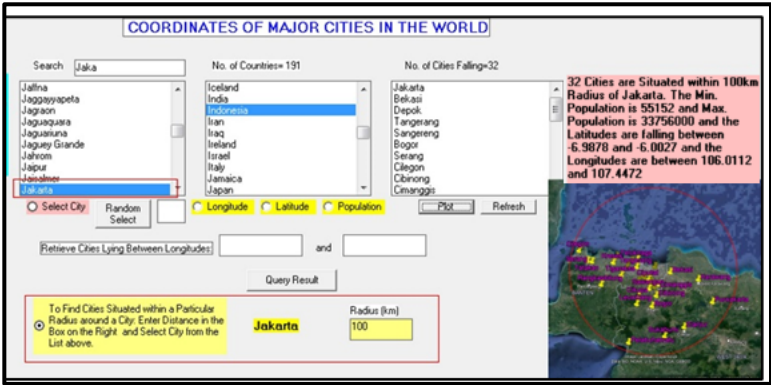 COORDINATES OF MAJOR CITIES IN THE WORLD
Search Jaka
No. of Countries= 191
No. of Cities Falling=32
Jaffna
Jaggayyapeta
Jagraon
Jaguaquara
Jaguariuna
Jaguey Grande
Jahrom
Jaipur
Jaisalmer
Jakarta
Iceland
India
Indonesia
Iran
Iraq
Ireland
Israel
Italy
Jamaica
Japan
Jakarta
Bekasi
Depok
Tangerang
Sangereng
Bogor
Serang
Cilegon
Cibinong
Cimanggis
32 Cities are Situated within 100km
Radius of Jakarta. The Min.
Population is 55152 and Max.
Population is 33756000 and the
Latitudes are falling between
-6.9878 and -6.0027 and the
Longitudes are between 106.0112
and 107.4472
Select City
Random
Select
Longitude
Latitude
Population
Plot
Refresh
Retrieve Cities Lying Between Longitudes:
and
Query Result
To Find Cities Situated within a Particular
Radius around a City: Enter Distance in the
Box on the Right and Select City from the
List above.
Jakarta
Radius (km)
100